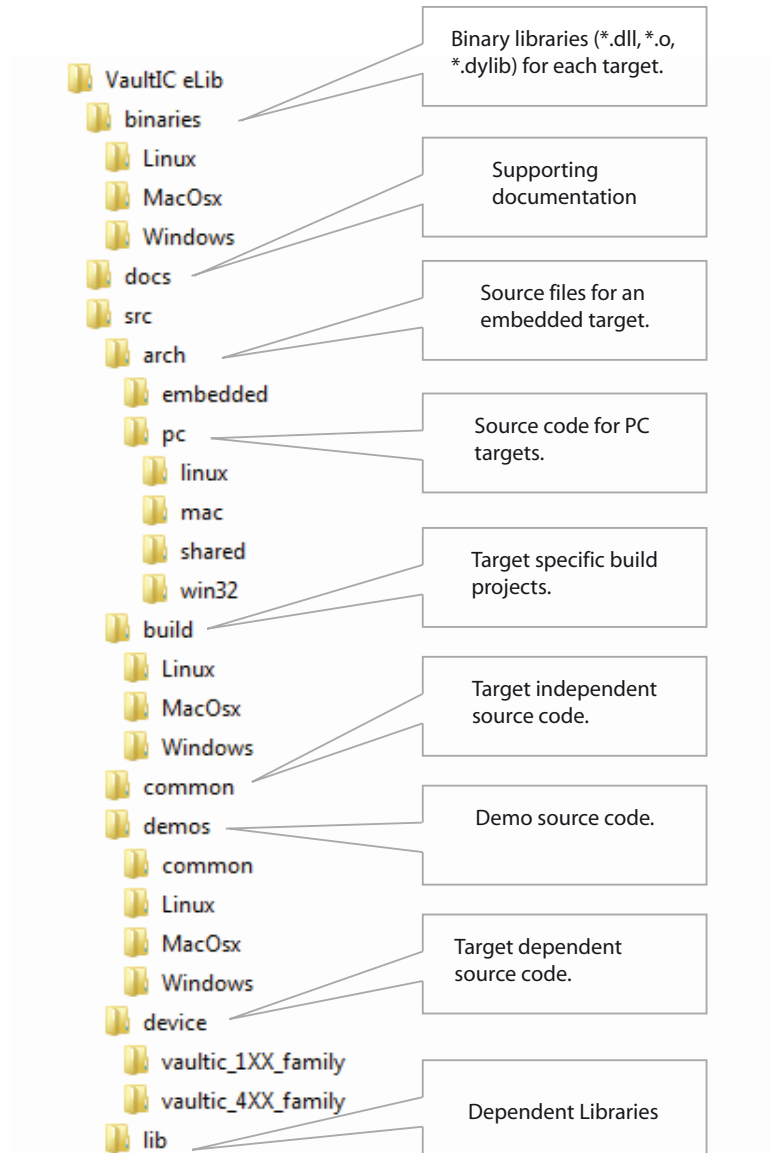 VaultIC eLib
binaries
Linux
MacOsx
Windows
docs
src
arch
embedded
pc
linux
mac
shared
win32
build
Linux
MacOsx
Windows
common
demos
common
Linux
MacOsx
Windows
device
vaultic_1XX_family
vaultic_4XX_family
lib
Binary libraries (*.dll, *.o,
*.dylib) for each target.
Supporting
documentation
Source files for an
embedded target.
Source code for PC
targets.
Target specific build
projects.
Target independent
source code.
Demo source code.
Target dependent
source code.
Dependent Libraries